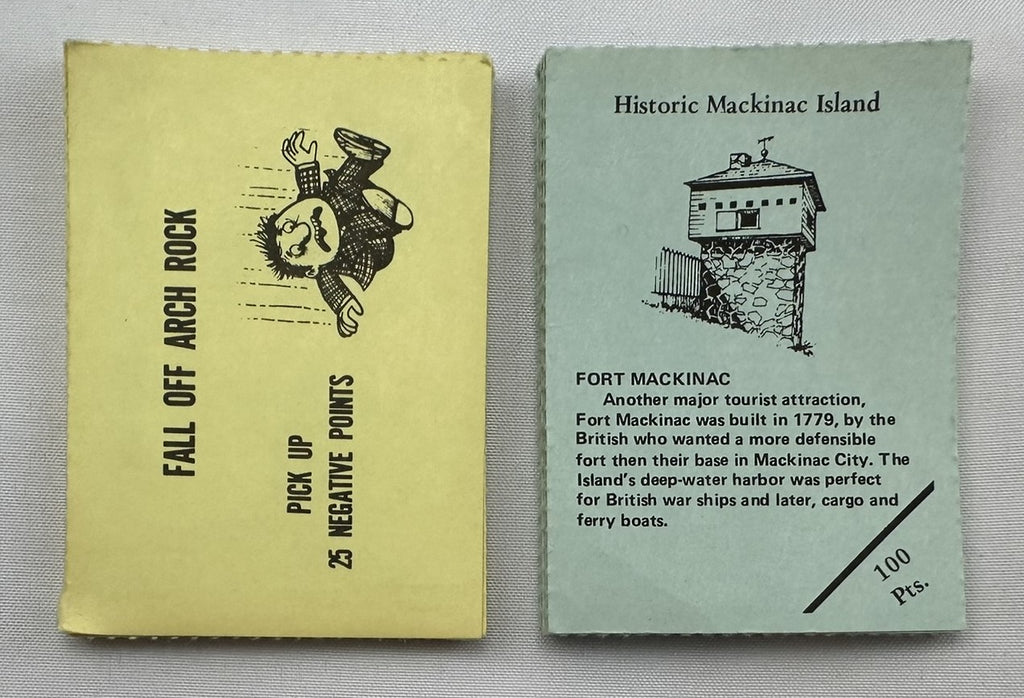 FALL OFF ARCH ROCK
PICK UP
25 NEGATIVE POINTS
Historic Mackinac Island
FORT MACKINAC
Another major tourist attraction,
Fort Mackinac was built in 1779, by the
British who wanted a more defensible
fort then their base in Mackinac City. The
Island's deep-water harbor was perfect
for British war ships and later, cargo and
ferry boats.
100
Pts.